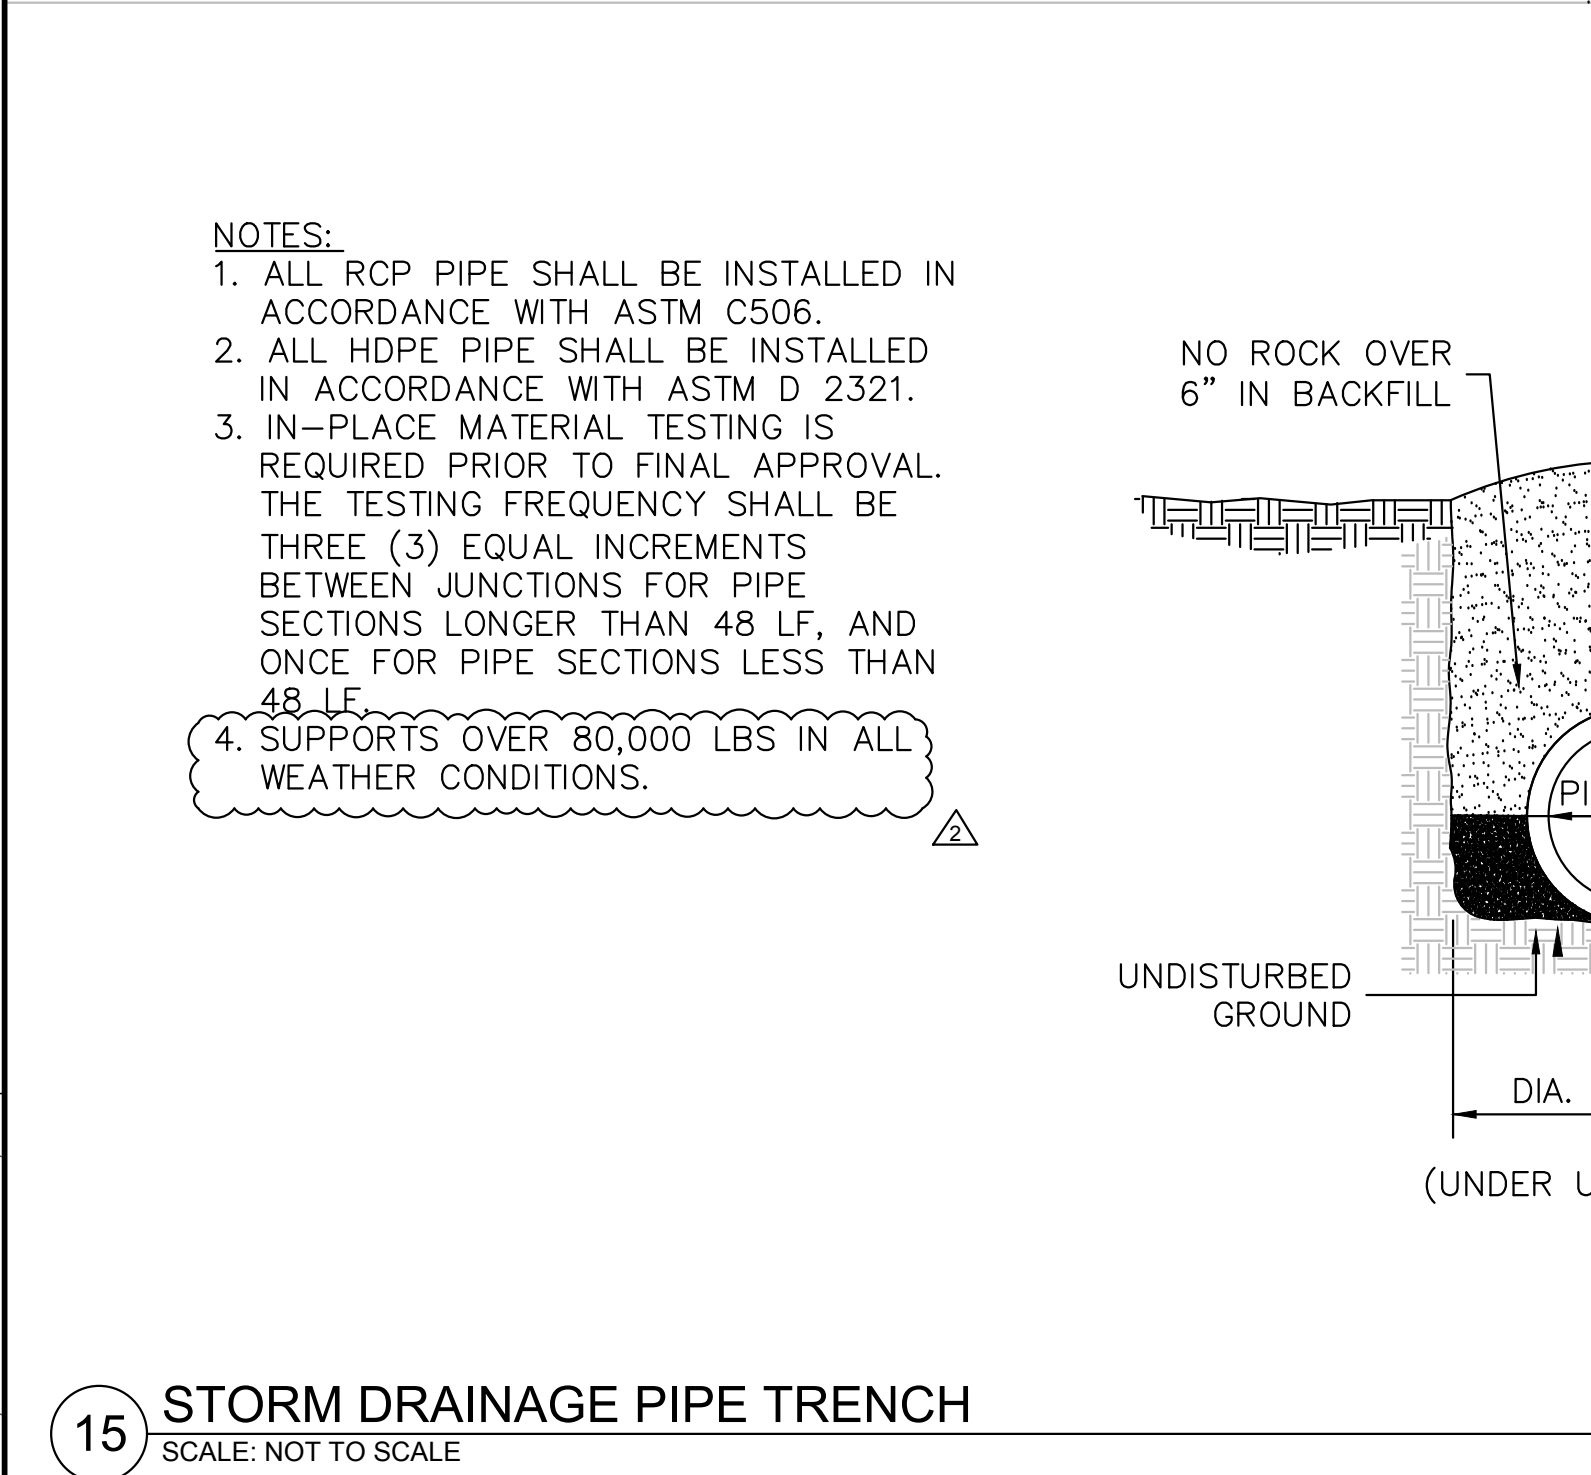 NOTES:
1. ALL RCP PIPE SHALL BE INSTALLED IN
ACCORDANCE WITH ASTM C506.
2. ALL HDPE PIPE SHALL BE INSTALLED
IN ACCORDANCE WITH ASTM D 2321.
3. IN-PLACE MATERIAL TESTING IS
REQUIRED PRIOR TO FINAL APPROVAL.
THE TESTING FREQUENCY SHALL BE
THREE (3) EQUAL INCREMENTS
BETWEEN JUNCTIONS FOR PIPE
SECTIONS LONGER THAN 48 LF, AND
ONCE FOR PIPE SECTIONS LESS THAN
48 LF.
4. SUPPORTS OVER 80,000 LBS IN ALL
WEATHER CONDITIONS.
2
NO ROCK OVER
6” IN BACKFILL
UNDISTURBED
GROUND
DIA.
(UNDER
15
STORM DRAINAGE PIPE TRENCH
SCALE: NOT TO SCALE